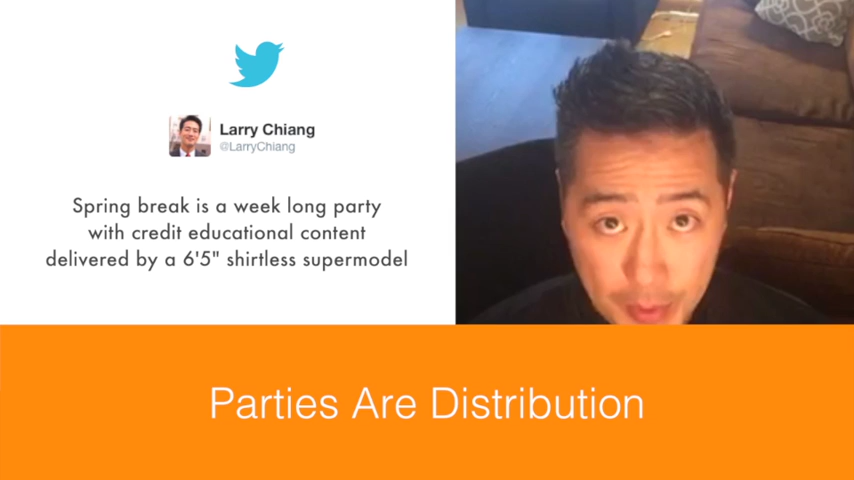 Larry Chiang
@LarryChiang
Spring break is a week long party
with credit educational content
delivered by a 6'5" shirtless supermodel
Parties Are Distribution